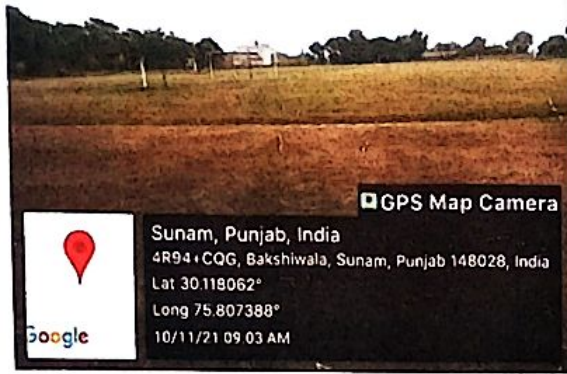 GPS Map Camera
Sunam, Punjab, India
4R94+CQG, Bakshiwala, Sunam, Punjab 148028, India
Lat 30.118062°
Long 75.807388°
10/11/21 09.03 AM
Google